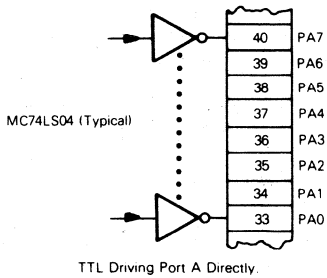 40 PA7
39 PA6
38 PA5
MC74LS04 (Typical)
37 PA4
36 PA3
35 PA2
34 PA1
33 PA0
TTL Driving Port A Directly.